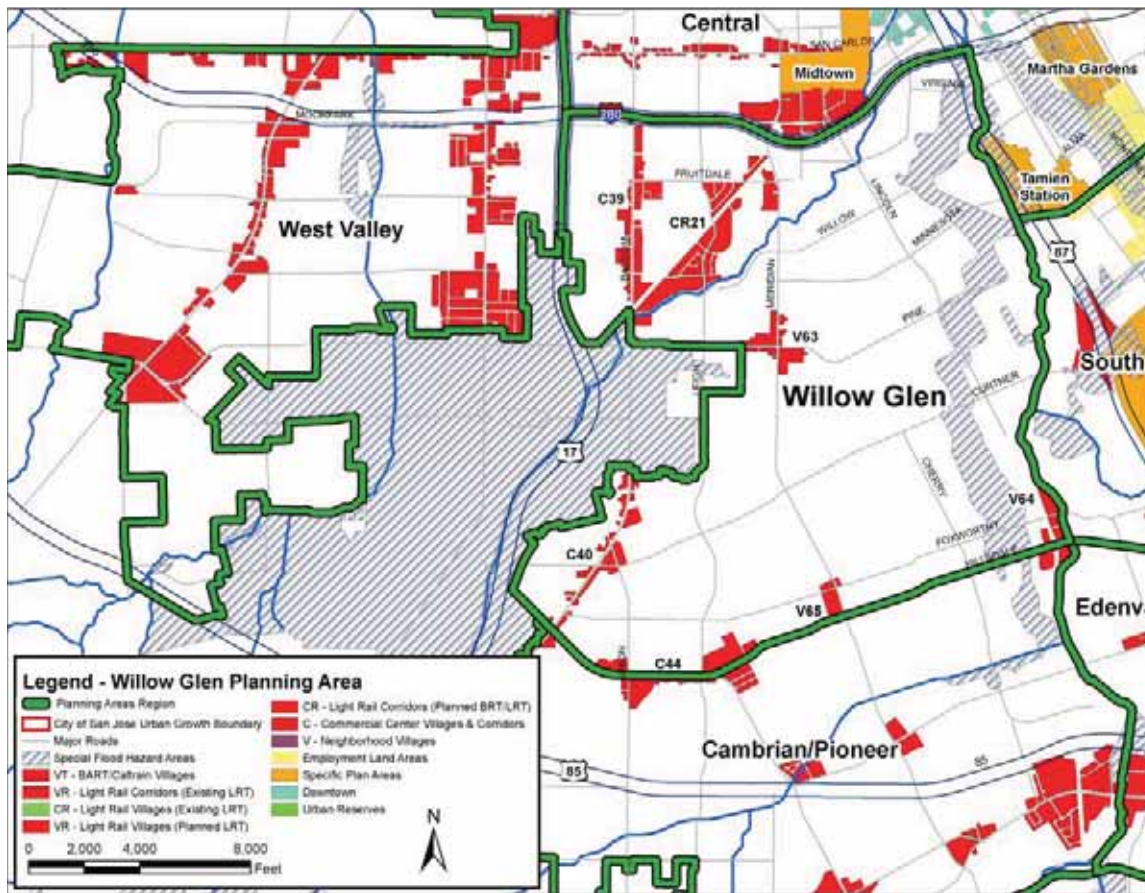 Central
SAN CARLOS
Midtown
Martha Gardens
VIRGINIA
MOORPARK
280
ALMA
FRUITDALE
Tamien
Station
C39
LINCOLN
WILLOW
MINNESOTA
CR21
West Valley
87
MERIDIAN
PINE
V63
South
Willow Glen
CURTNER
17
CHERRY
V64
FOXWORTHY
HILLSDALE
C40
V65
Edenv
C44
Cambrian/Pioneer
85
85
Legend - Willow Glen Planning Area
Planning Areas Region
City of San Jose Urban Growth Boundary
Major Roads
Special Flood Hazard Areas
VT - BART/Caltrain Villages
VR - Light Rail Corridors (Existing LRT)
CR - Light Rail Villages (Existing LRT)
VR - Light Rail Villages (Planned LRT)
CR - Light Rail Corridors (Planned BRT/LRT)
C - Commercial Center Villages & Corridors
V - Neighborhood Villages
Employment Land Areas
Specific Plan Areas
Downtown
Urban Reserves
0 2,000 4,000 8,000
Feet
N